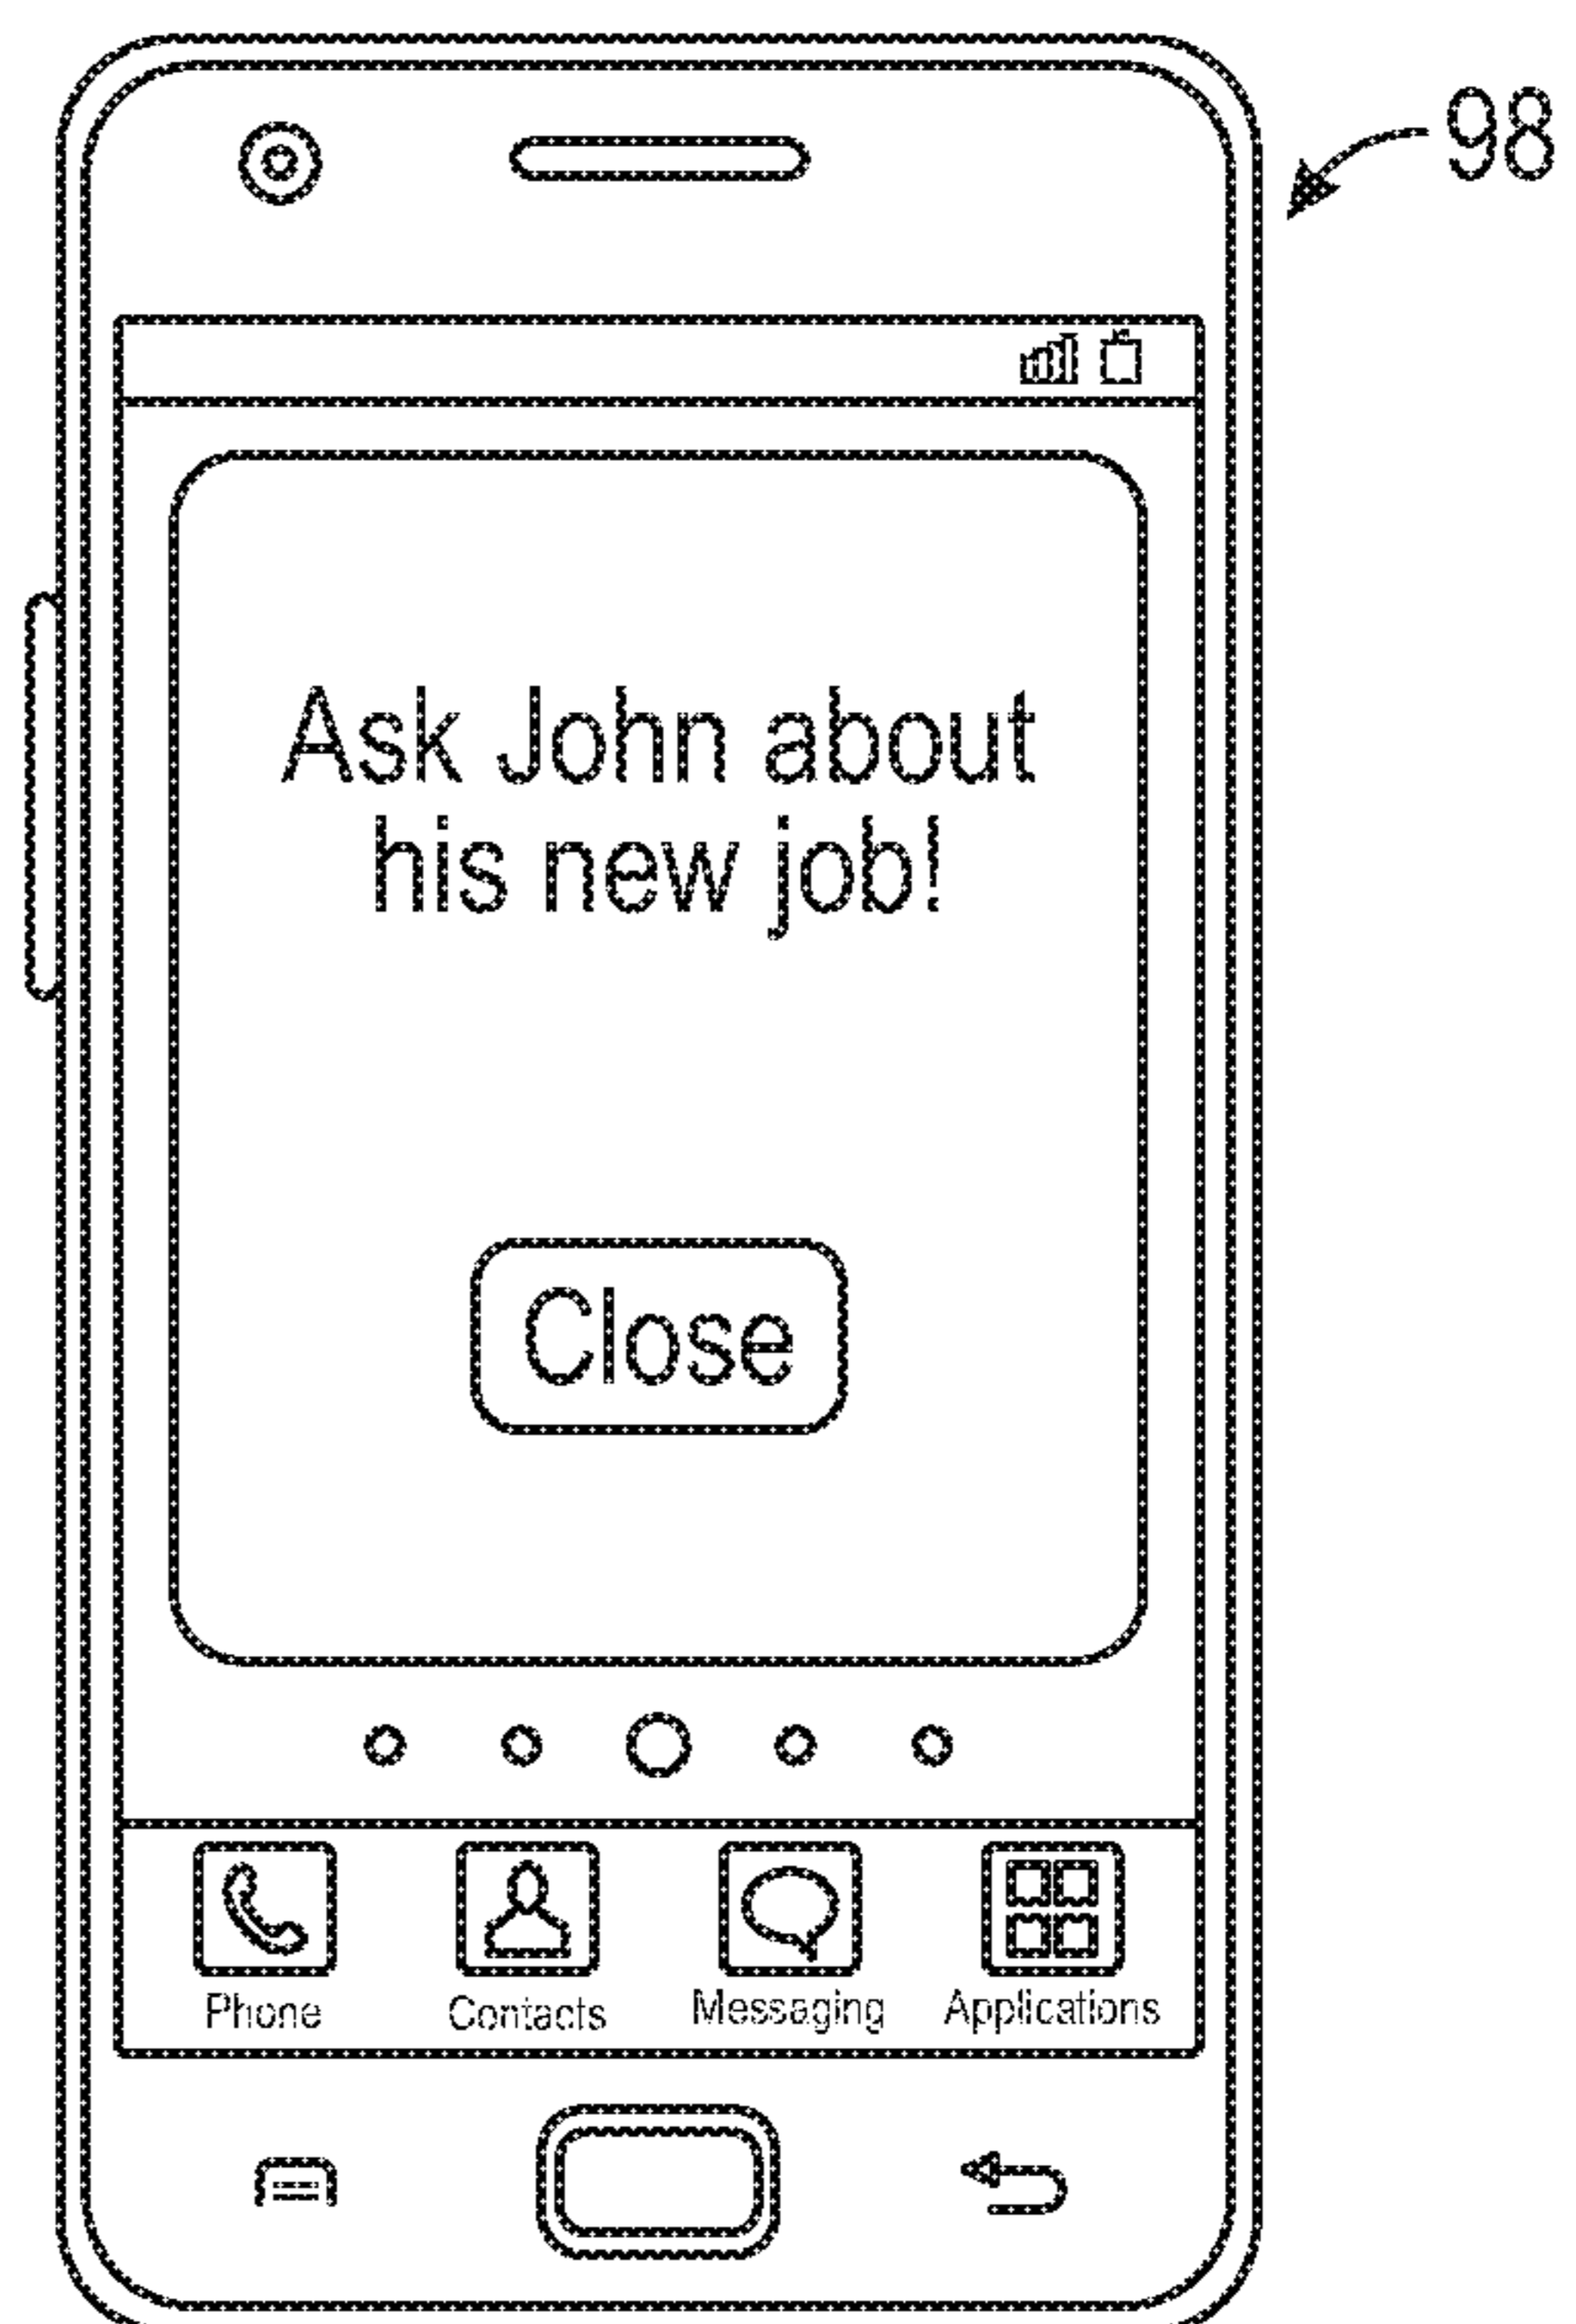 98
Ask John about
his new job!
Close
Phone Contacts Messaging Applications